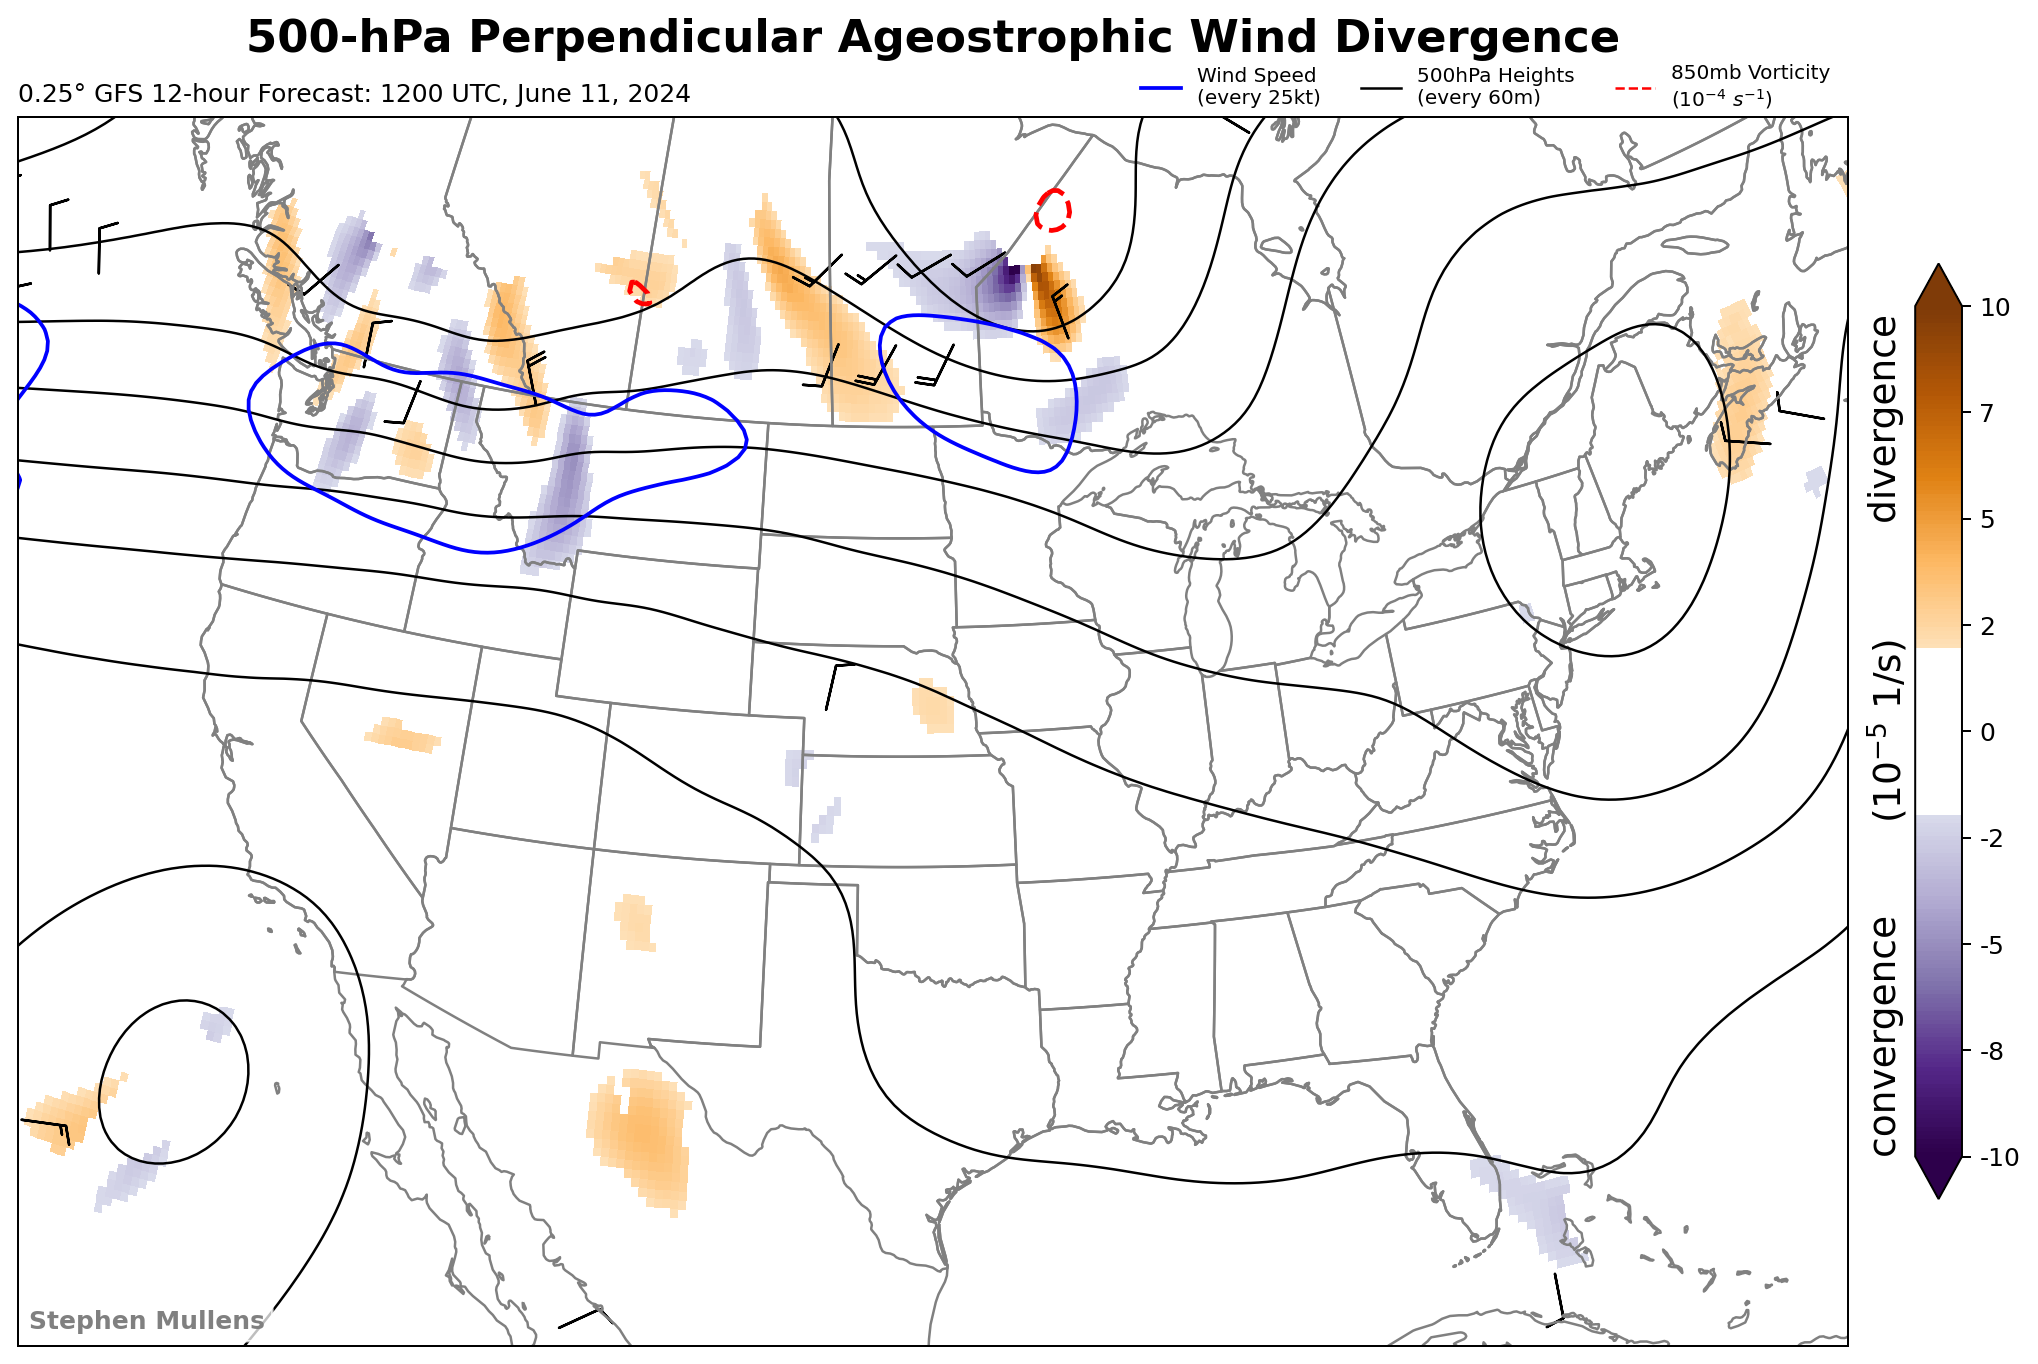 500-hPa Perpendicular Ageostrophic Wind Divergence
0.25° GFS 12-hour Forecast: 1200 UTC, June 11, 2024
Wind Speed
(every 25kt)
500hPa Heights
(every 60m)
850mb Vorticity
(10⁻⁴ s⁻¹)
10
7
5
2
0
-2
-5
-8
-10
convergence (10⁻⁵ 1/s) divergence
Stephen Mullens